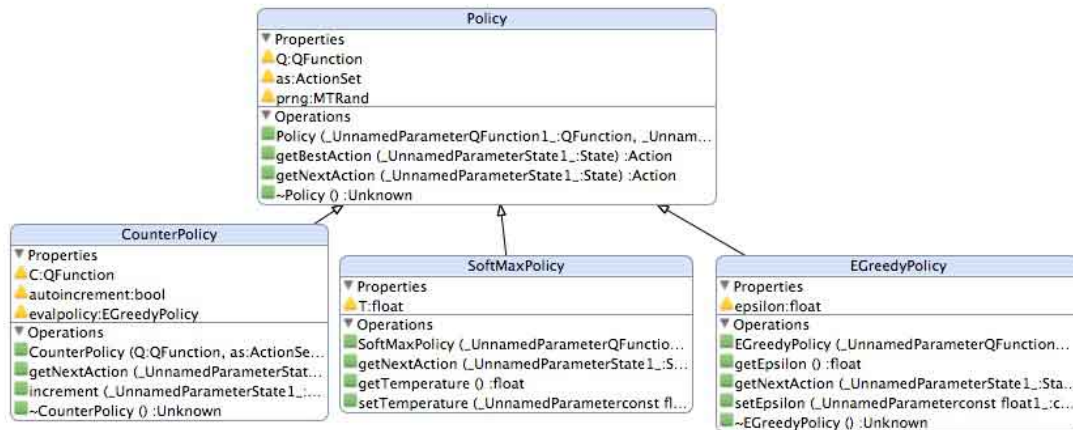 Policy
Properties
Q:QFunction
as:ActionSet
prng:MTRand
Operations
Policy (_UnnamedParameterQFunction1_:QFunction, _Unnam...
getBestAction (_UnnamedParameterState1_:State) :Action
getNextAction (_UnnamedParameterState1_:State) :Action
~Policy () :Unknown
CounterPolicy
Properties
C:QFunction
autoincrement:bool
evalpolicy:EGreedyPolicy
Operations
CounterPolicy (Q:QFunction, as:ActionSe...
getNextAction (_UnnamedParameterStat...
increment (_UnnamedParameterState1_:...
~CounterPolicy () :Unknown
SoftMaxPolicy
Properties
T:float
Operations
SoftMaxPolicy (_UnnamedParameterQFunctio...
getNextAction (_UnnamedParameterState1_:S...
getTemperature () :float
setTemperature (_UnnamedParameterconst fl...
EGreedyPolicy
Properties
epsilon:float
Operations
EGreedyPolicy (_UnnamedParameterQFunction...
getEpsilon () :float
getNextAction (_UnnamedParameterState1_:Sta...
setEpsilon (_UnnamedParameterconst float1_:c...
~EGreedyPolicy () :Unknown